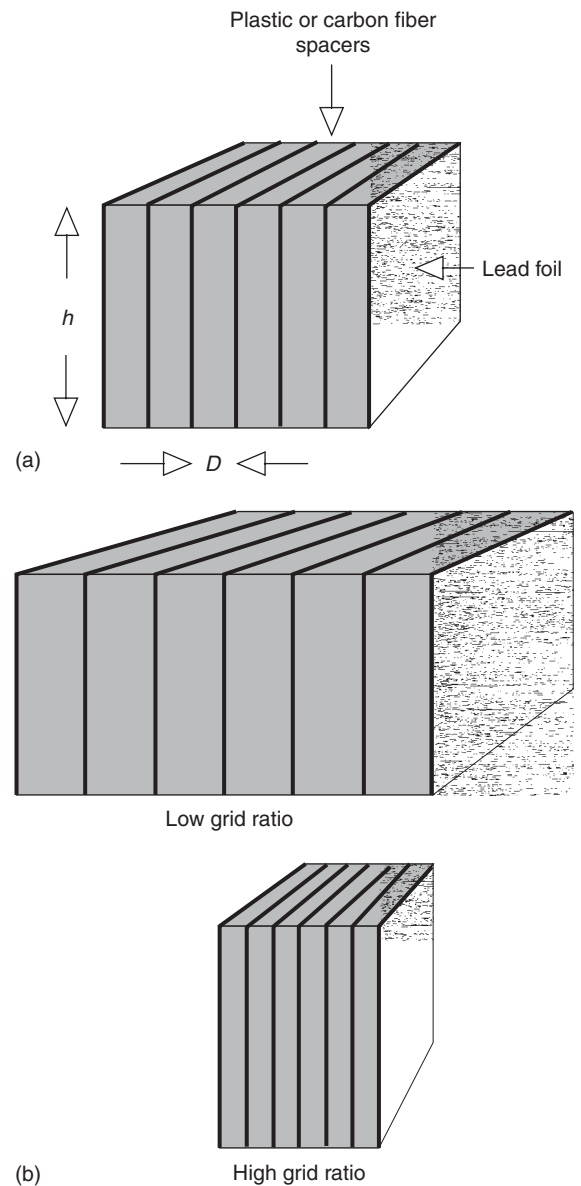 Plastic or carbon fiber
spacers
h
Lead foil
(a)
D
Low grid ratio
(b)
High grid ratio